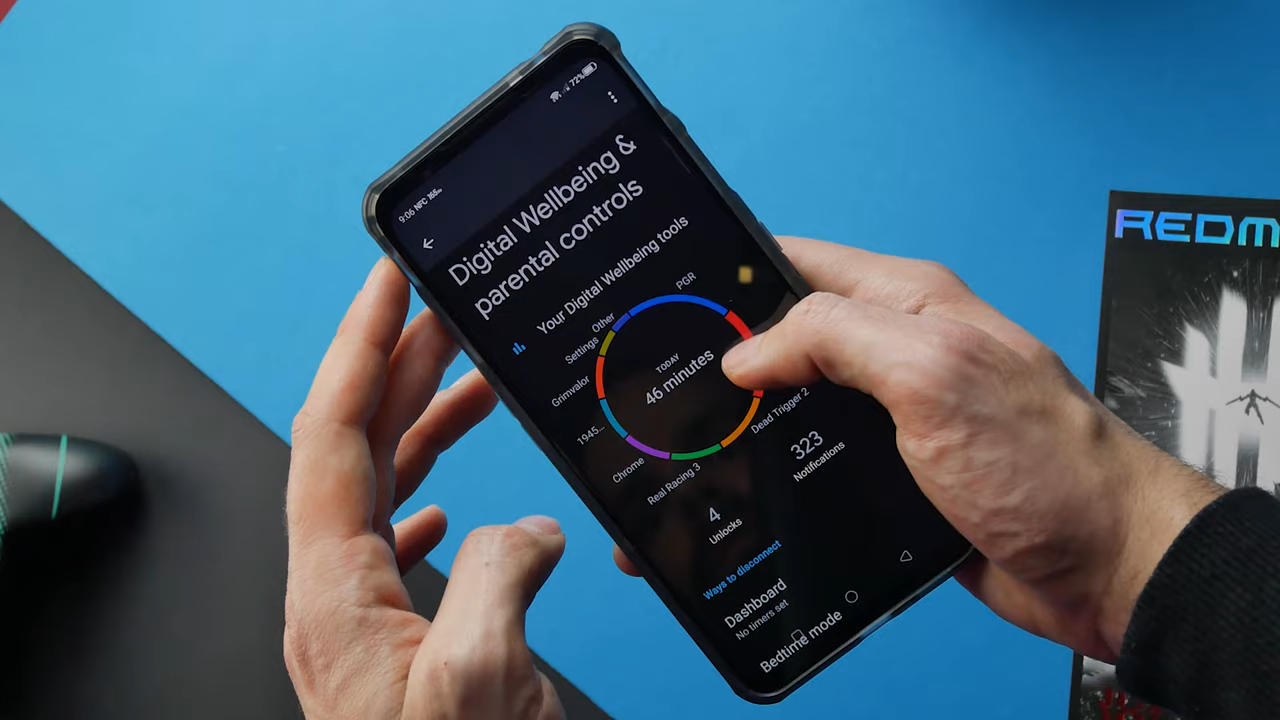 9:06 NFC
72%
Digital Wellbeing &
parental controls
Your Digital Wellbeing tools
PGR
Other
Settings
Grimvalor
1945...
Chrome
Real Racing 3
Dead Trigger 2
TODAY
46 minutes
4
Unlocks
323
Notifications
Ways to disconnect
Dashboard
No timers set
Bedtime mode
REDM